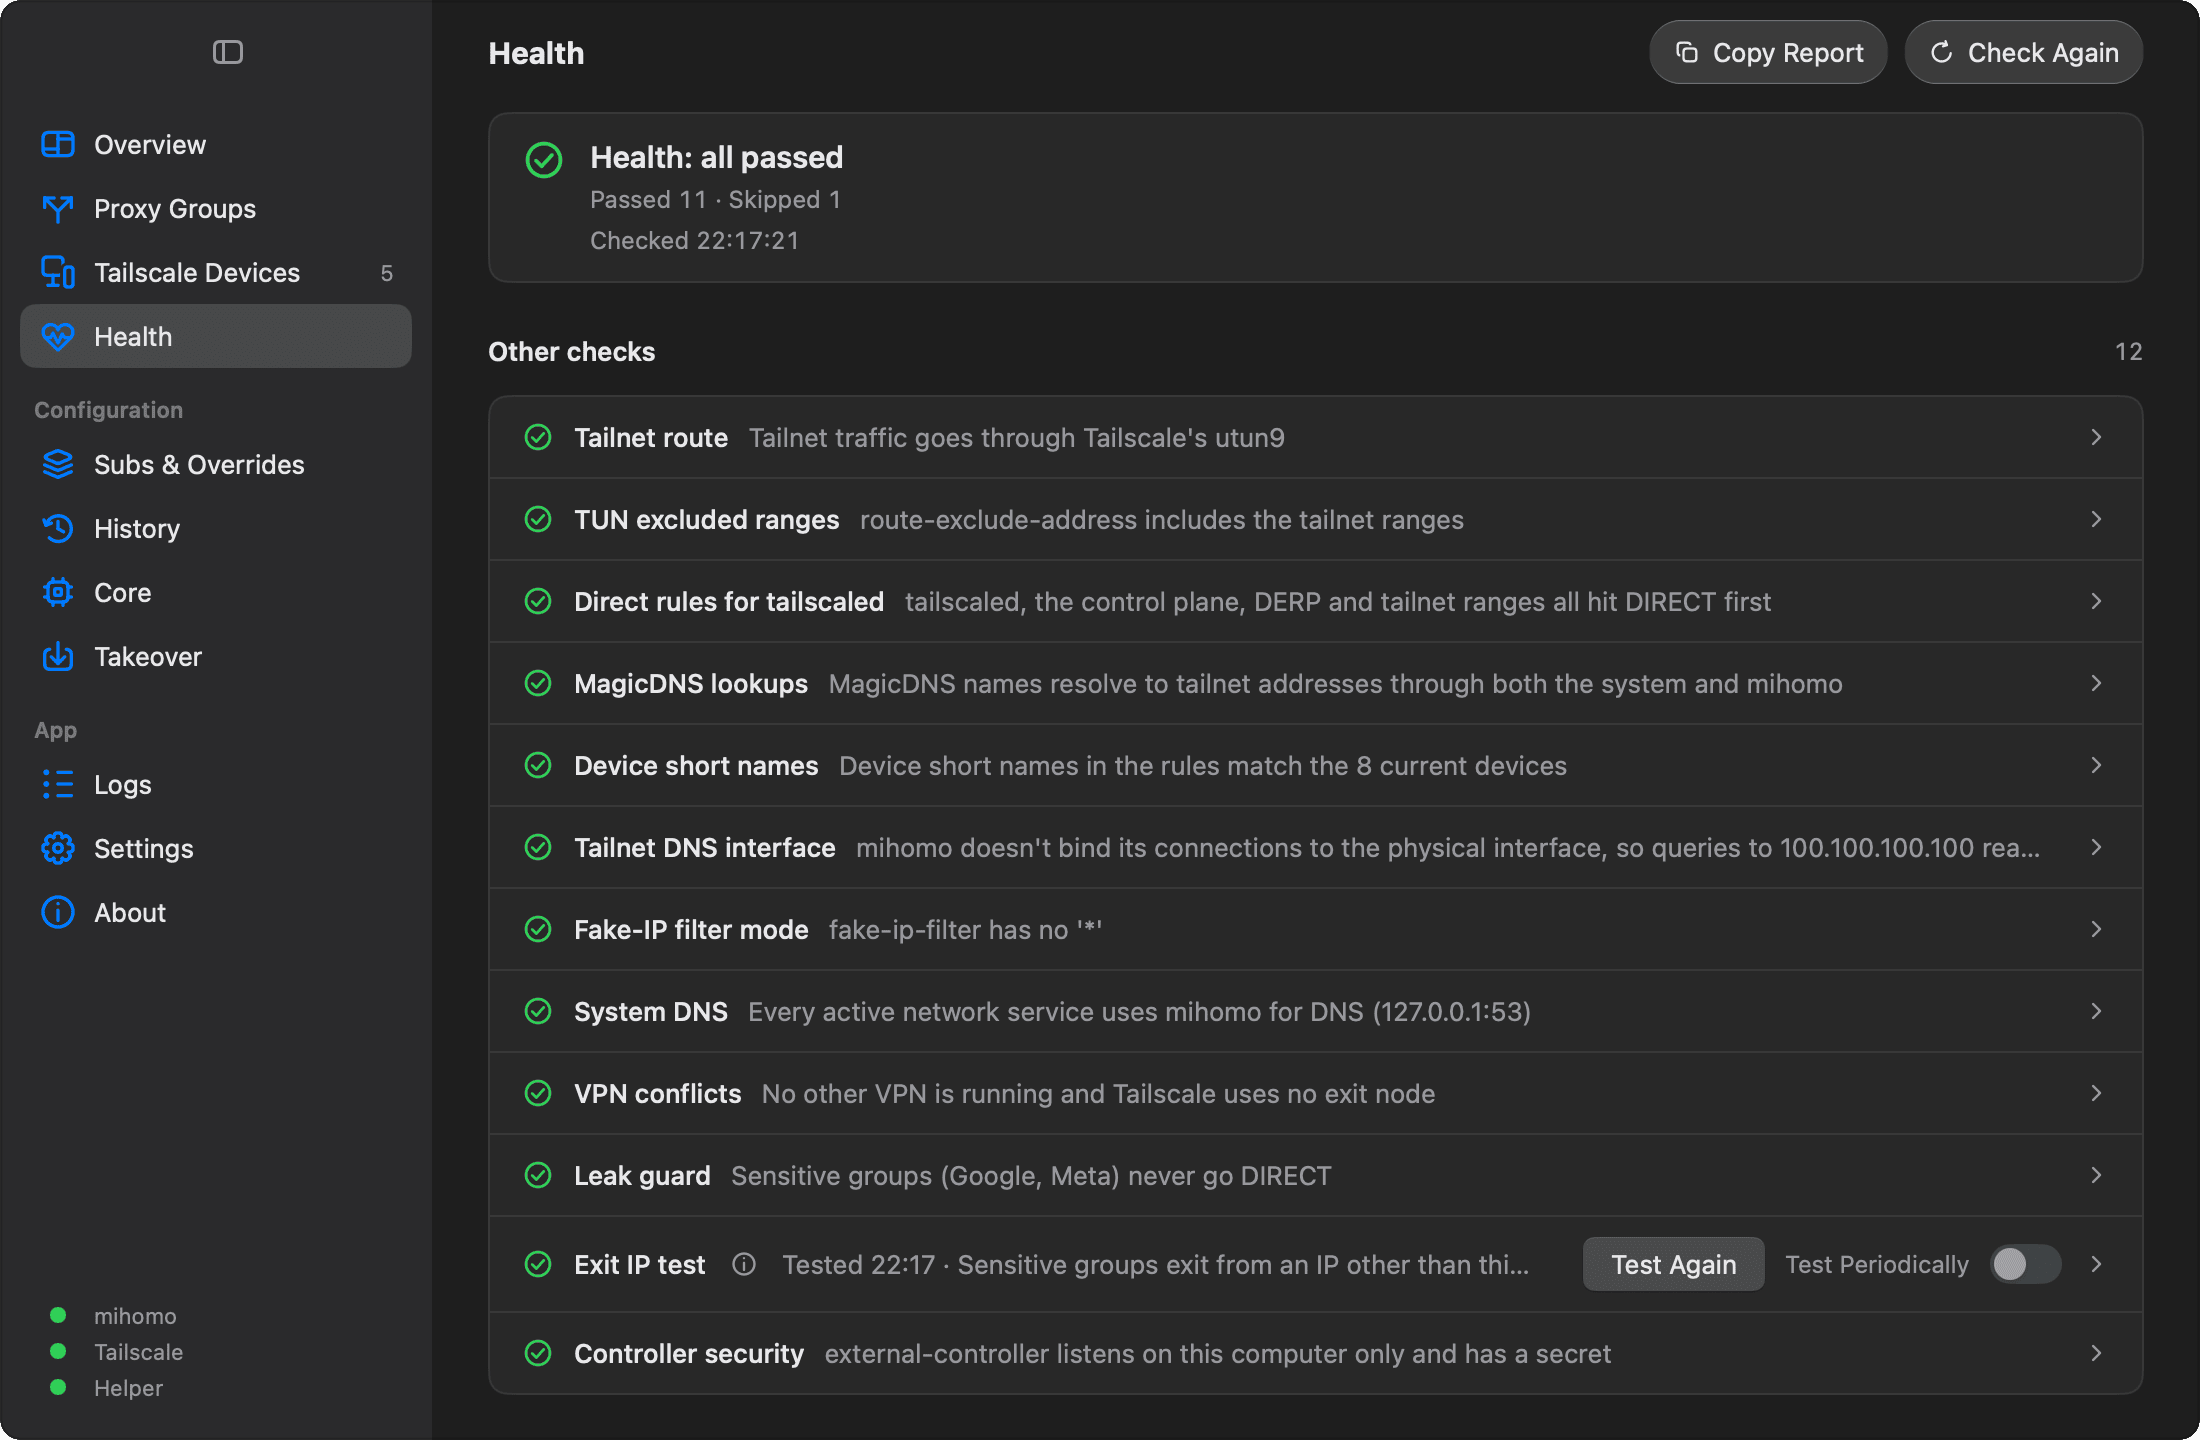 Overview
Proxy Groups
Tailscale Devices 5
Health
Configuration
Subs & Overrides
History
Core
Takeover
App
Logs
Settings
About
mihomo
Tailscale
Helper
Health
Copy Report
Check Again
Health: all passed
Passed 11 · Skipped 1
Checked 22:17:21
Other checks 12
Tailnet route Tailnet traffic goes through Tailscale's utun9
TUN excluded ranges route-exclude-address includes the tailnet ranges
Direct rules for tailscaled tailscaled, the control plane, DERP and tailnet ranges all hit DIRECT first
MagicDNS lookups MagicDNS names resolve to tailnet addresses through both the system and mihomo
Device short names Device short names in the rules match the 8 current devices
Tailnet DNS interface mihomo doesn't bind its connections to the physical interface, so queries to 100.100.100.100 rea...
Fake-IP filter mode fake-ip-filter has no '*'
System DNS Every active network service uses mihomo for DNS (127.0.0.1:53)
VPN conflicts No other VPN is running and Tailscale uses no exit node
Leak guard Sensitive groups (Google, Meta) never go DIRECT
Exit IP test Tested 22:17 · Sensitive groups exit from an IP other than thi... Test Again Test Periodically
Controller security external-controller listens on this computer only and has a secret